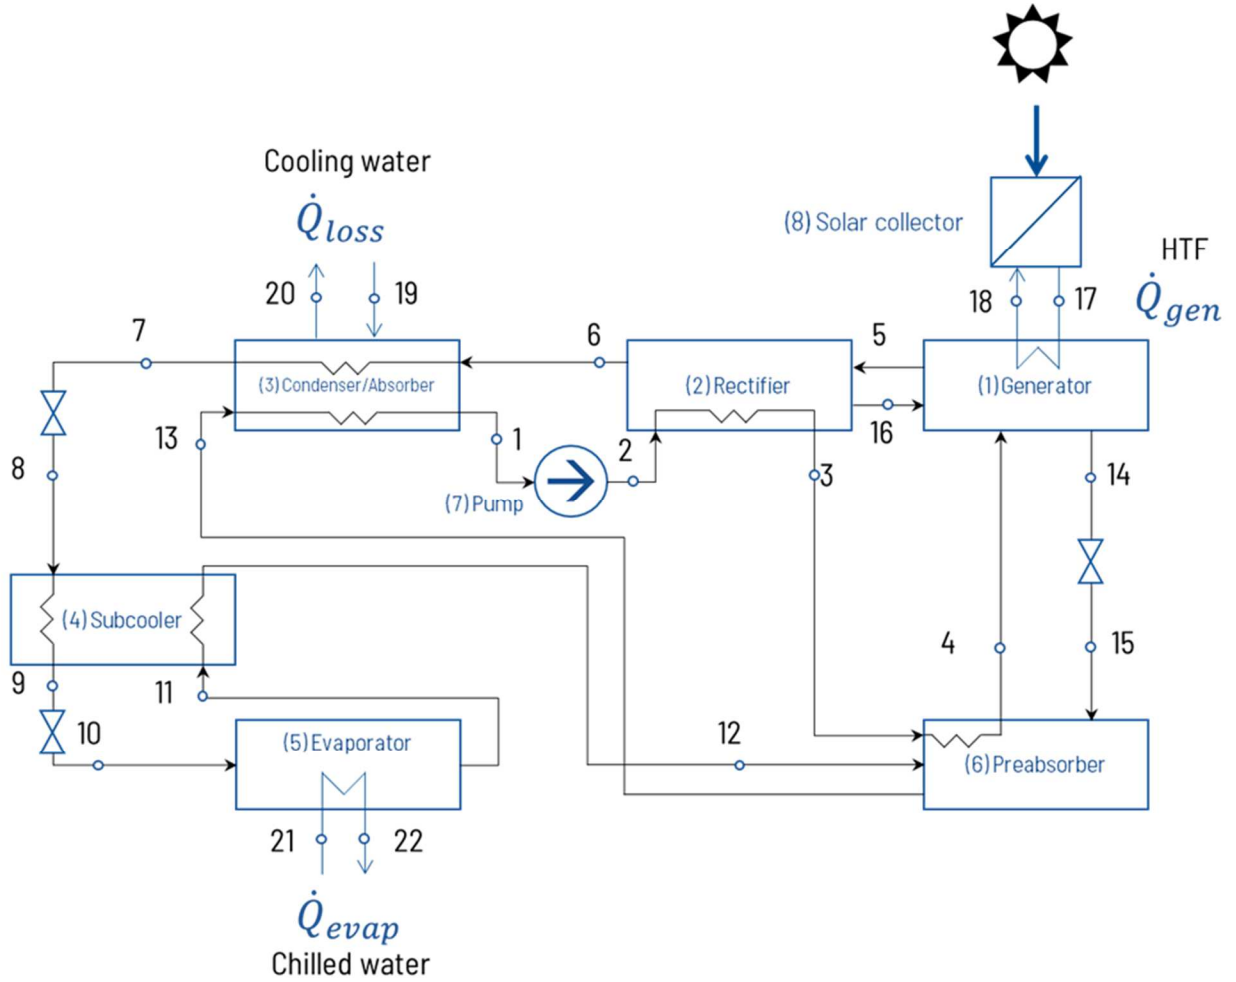 Cooling water
Q̇loss
(8) Solar collector
HTF
Q̇gen
20
19
18
17
7
6
5
(3) Condenser/Absorber
(2) Rectifier
(1) Generator
16
13
1
2
8
(7) Pump
3
14
(4) Subcooler
4
15
9
11
10
12
(5) Evaporator
(6) Preabsorber
21
22
Q̇evap
Chilled water